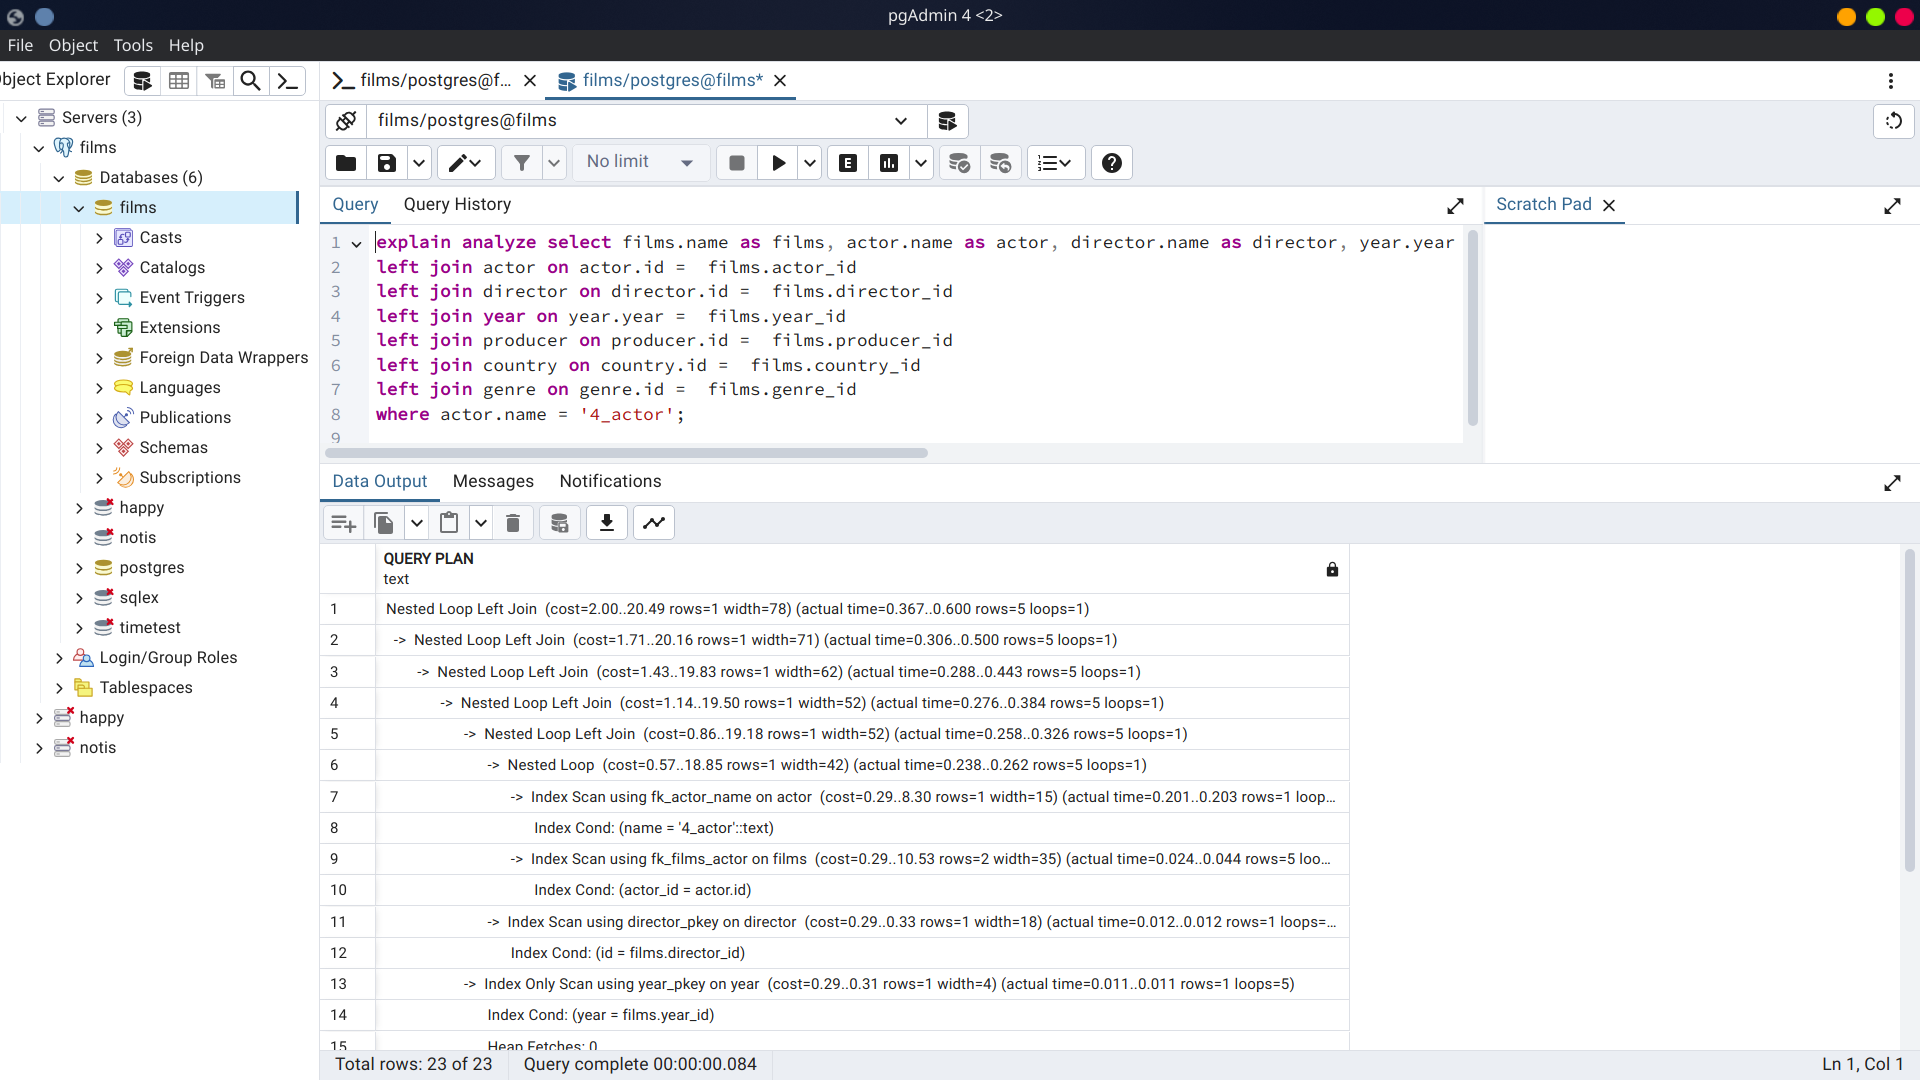 pgAdmin 4 <2>
File Object Tools Help
bject Explorer
films/postgres@f...
films/postgres@films*
Servers (3)
films
Databases (6)
films
Casts
Catalogs
Event Triggers
Extensions
Foreign Data Wrappers
Languages
Publications
Schemas
Subscriptions
happy
notis
postgres
sqlex
timetest
Login/Group Roles
Tablespaces
happy
notis
films/postgres@films
No limit
E
Query Query History
Scratch Pad
1 explain analyze select films.name as films, actor.name as actor, director.name as director, year.year
2 left join actor on actor.id =  films.actor_id
3 left join director on director.id =  films.director_id
4 left join year on year.year =  films.year_id
5 left join producer on producer.id =  films.producer_id
6 left join country on country.id =  films.country_id
7 left join genre on genre.id =  films.genre_id
8 where actor.name = '4_actor';
9
Data Output Messages Notifications
QUERY PLAN
text
1 Nested Loop Left Join (cost=2.00..20.49 rows=1 width=78) (actual time=0.367..0.600 rows=5 loops=1)
2 -> Nested Loop Left Join (cost=1.71..20.16 rows=1 width=71) (actual time=0.306..0.500 rows=5 loops=1)
3 -> Nested Loop Left Join (cost=1.43..19.83 rows=1 width=62) (actual time=0.288..0.443 rows=5 loops=1)
4 -> Nested Loop Left Join (cost=1.14..19.50 rows=1 width=52) (actual time=0.276..0.384 rows=5 loops=1)
5 -> Nested Loop Left Join (cost=0.86..19.18 rows=1 width=52) (actual time=0.258..0.326 rows=5 loops=1)
6 -> Nested Loop (cost=0.57..18.85 rows=1 width=42) (actual time=0.238..0.262 rows=5 loops=1)
7 -> Index Scan using fk_actor_name on actor (cost=0.29..8.30 rows=1 width=15) (actual time=0.201..0.203 rows=1 loop...
8 Index Cond: (name = '4_actor'::text)
9 -> Index Scan using fk_films_actor on films (cost=0.29..10.53 rows=2 width=35) (actual time=0.024..0.044 rows=5 loo...
10 Index Cond: (actor_id = actor.id)
11 -> Index Scan using director_pkey on director (cost=0.29..0.33 rows=1 width=18) (actual time=0.012..0.012 rows=1 loops=...
12 Index Cond: (id = films.director_id)
13 -> Index Only Scan using year_pkey on year (cost=0.29..0.31 rows=1 width=4) (actual time=0.011..0.011 rows=1 loops=5)
14 Index Cond: (year = films.year_id)
15 Heap Fetches: 0
Total rows: 23 of 23 Query complete 00:00:00.084 Ln 1, Col 1